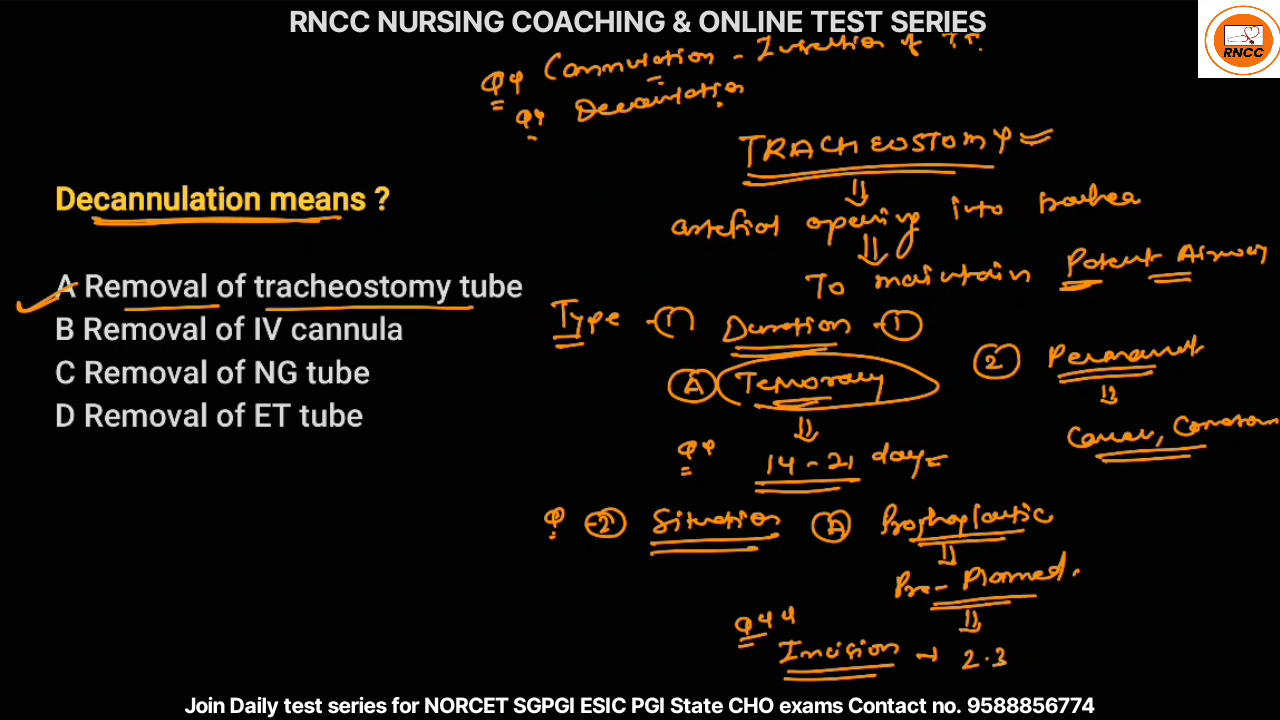 RNCC NURSING COACHING & ONLINE TEST SERIES
RNCC
Cannulation - Insertion of T.T.
Decannulation
TRACHEOSTOMY
Decannulation means ?
artefial opening into trachea
To maintain Patent Airway
A Removal of tracheostomy tube
B Removal of IV cannula
C Removal of NG tube
D Removal of ET tube
Type - ① Duration - ①
Ⓐ Temporary
② Permanent
14 - 21 days
Cancer,
② Situation Ⓐ Prophaplautic
Pre- Planned.
Incision → 2.3
Join Daily test series for NORCET SGPGI ESIC PGI State CHO exams Contact no. 9588856774